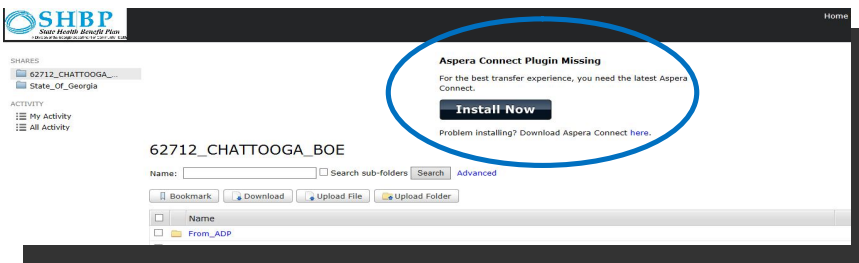 SHBP
State Health Benefit Plan
Home
SHARES
62712_CHATTOOGA_...
State_Of_Georgia
ACTIVITY
My Activity
All Activity
Aspera Connect Plugin Missing
For the best transfer experience, you need the latest Aspera
Connect.
Install Now
Problem installing? Download Aspera Connect here.
62712_CHATTOOGA_BOE
Name:
Search sub-folders
Search
Advanced
Bookmark
Download
Upload File
Upload Folder
Name
From_ADP